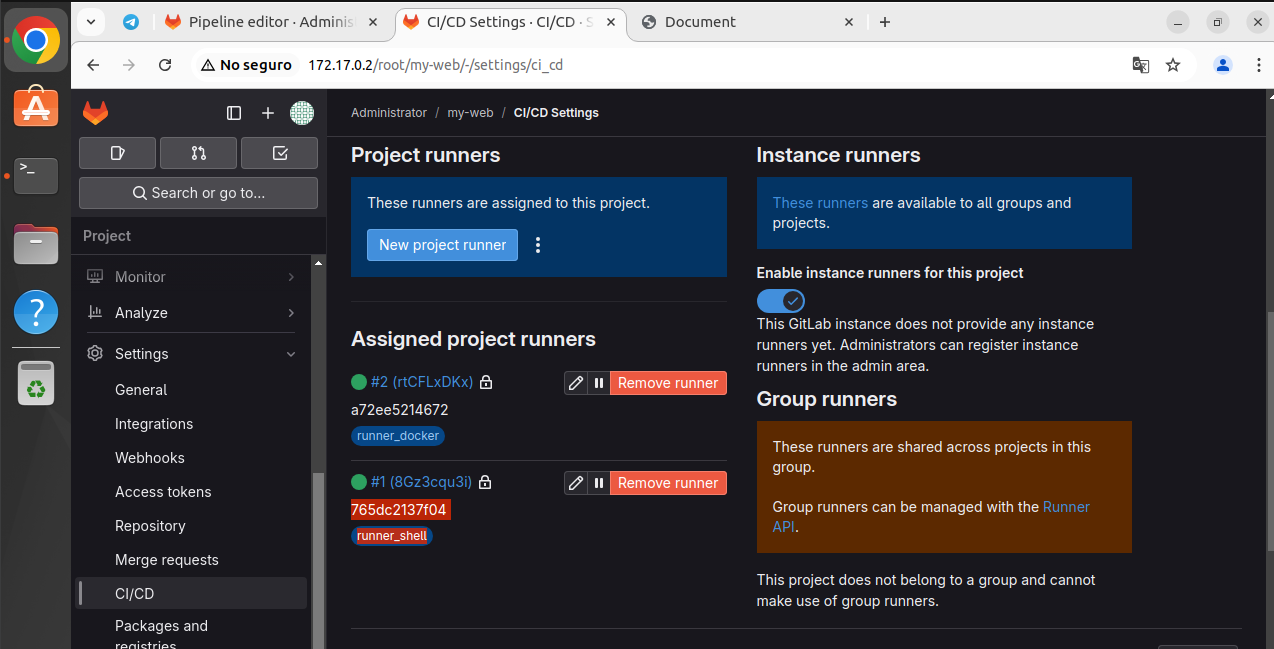 Pipeline editor · Adminis
CI/CD Settings · CI/CD · S
Document
No seguro
172.17.0.2/root/my-web/-/settings/ci_cd
Search or go to...
Project
Monitor
Analyze
Settings
General
Integrations
Webhooks
Access tokens
Repository
Merge requests
CI/CD
Packages and
registries
Administrator / my-web / CI/CD Settings
Project runners
These runners are assigned to this project.
New project runner
Assigned project runners
#2 (rtCFLxDKx)
Remove runner
a72ee5214672
runner_docker
#1 (8Gz3cqu3i)
Remove runner
765dc2137f04
runner_shell
Instance runners
These runners are available to all groups and
projects.
Enable instance runners for this project
This GitLab instance does not provide any instance
runners yet. Administrators can register instance
runners in the admin area.
Group runners
These runners are shared across projects in this
group.
Group runners can be managed with the Runner
API.
This project does not belong to a group and cannot
make use of group runners.